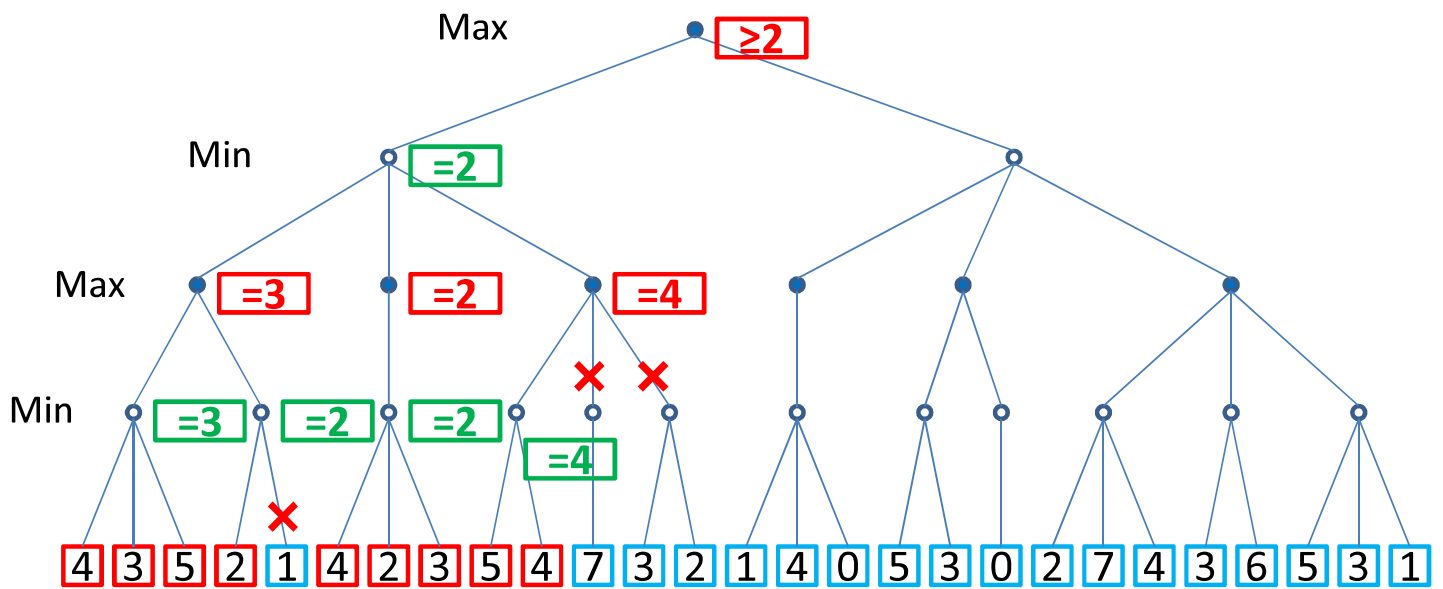 Max ≥2
Min =2
Max =3 =2 =4
Min =3 =2 =2
=4
4 3 5 2 1 4 2 3 5 4 7 3 2 1 4 0 5 3 0 2 7 4 3 6 5 3 1